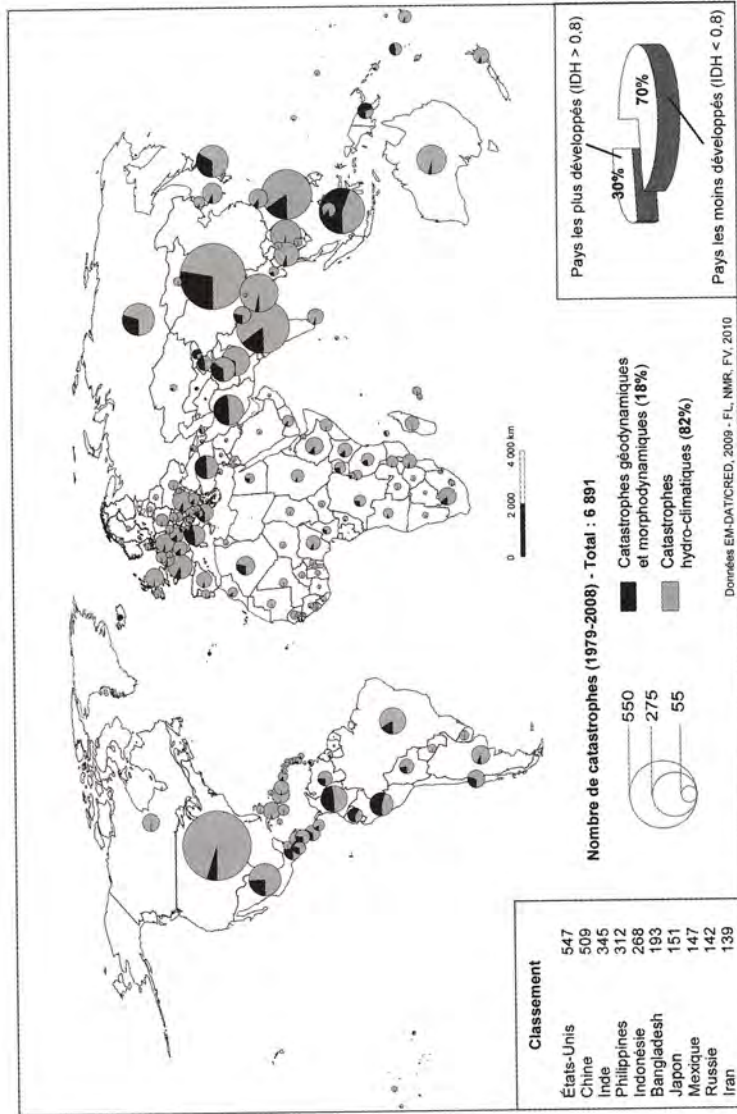 Classement
États-Unis 547
Chine 509
Inde 345
Philippines 312
Indonésie 268
Bangladesh 193
Japon 151
Mexique 147
Russie 142
Iran 139
0 2 000 4 000 km
Nombre de catastrophes (1979-2008) - Total : 6 891
550
275
55
Catastrophes géodynamiques
et morphodynamiques (18%)
Catastrophes
hydro-climatiques (82%)
Données EM-DAT/CRED, 2009 - FL, NMR, FV, 2010
Pays les plus développés (IDH > 0,8)
30%
70%
Pays les moins développés (IDH < 0,8)